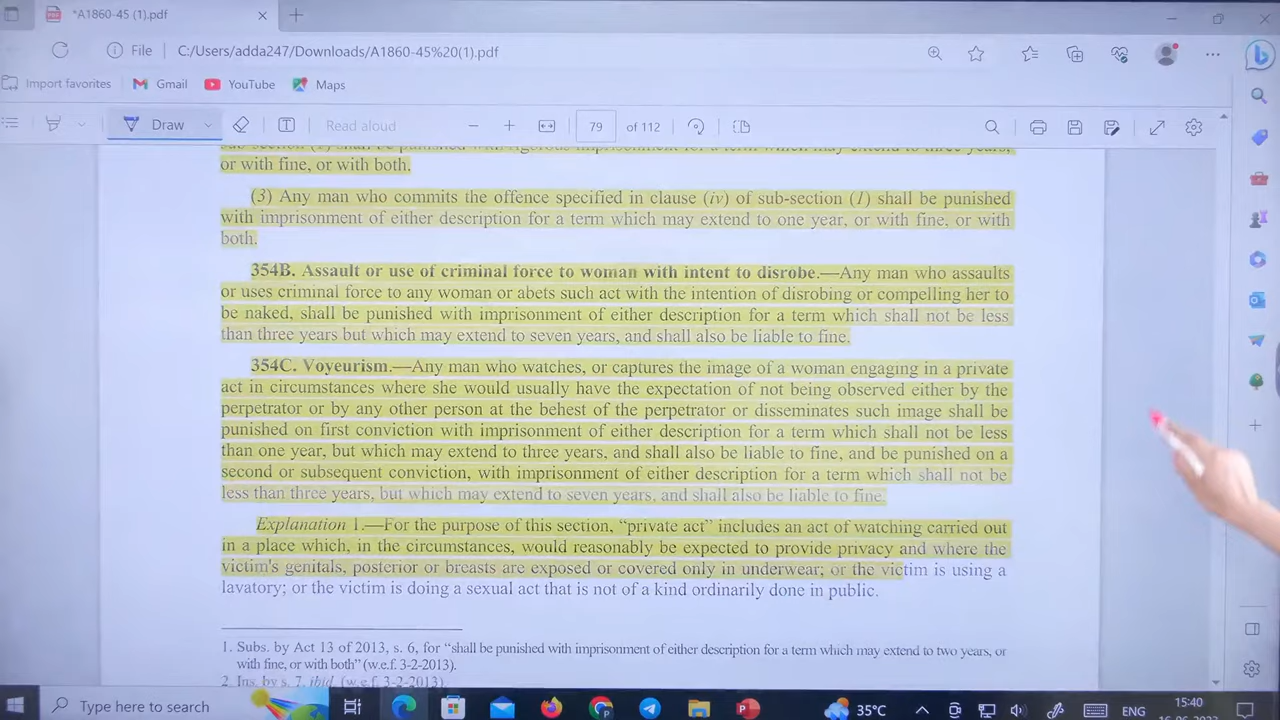 *A1860-45 (1).pdf
File C:/Users/adda247/Downloads/A1860-45%20(1).pdf
Import favorites Gmail YouTube Maps
Draw Read aloud 79 of 112
or with fine, or with both.
(3) Any man who commits the offence specified in clause (iv) of sub-section (1) shall be punished
with imprisonment of either description for a term which may extend to one year, or with fine, or with
both.
354B. Assault or use of criminal force to woman with intent to disrobe.—Any man who assaults
or uses criminal force to any woman or abets such act with the intention of disrobing or compelling her to
be naked, shall be punished with imprisonment of either description for a term which shall not be less
than three years but which may extend to seven years, and shall also be liable to fine.
354C. Voyeurism.—Any man who watches, or captures the image of a woman engaging in a private
act in circumstances where she would usually have the expectation of not being observed either by the
perpetrator or by any other person at the behest of the perpetrator or disseminates such image shall be
punished on first conviction with imprisonment of either description for a term which shall not be less
than one year, but which may extend to three years, and shall also be liable to fine, and be punished on a
second or subsequent conviction, with imprisonment of either description for a term which shall not be
less than three years, but which may extend to seven years, and shall also be liable to fine.
Explanation 1.—For the purpose of this section, “private act” includes an act of watching carried out
in a place which, in the circumstances, would reasonably be expected to provide privacy and where the
victim's genitals, posterior or breasts are exposed or covered only in underwear; or the victim is using a
lavatory; or the victim is doing a sexual act that is not of a kind ordinarily done in public.
1. Subs. by Act 13 of 2013, s. 6, for “shall be punished with imprisonment of either description for a term which may extend to two years, or
with fine, or with both” (w.e.f. 3-2-2013).
2. Ins. by s. 7, ibid. (w.e.f. 3-2-2013).
Type here to search 35°C ENG 15:40